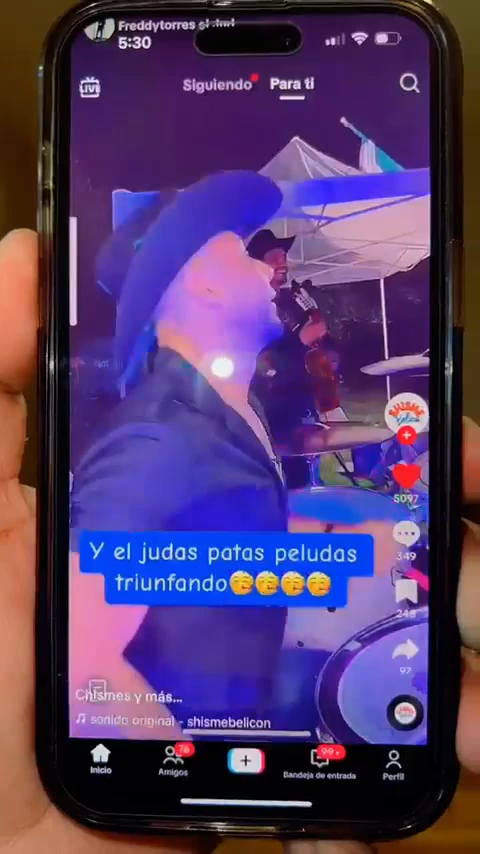 Freddytorres
5:30
LIVE
Siguiendo Para ti
5097
349
Y el judas patas peludas
triunfando🥳🥳🥳🥳
248
97
Chismes y más...
sonido original - shismebelicon
76
99+
Inicio
Amigos
Bandeja de entrada
Perfil